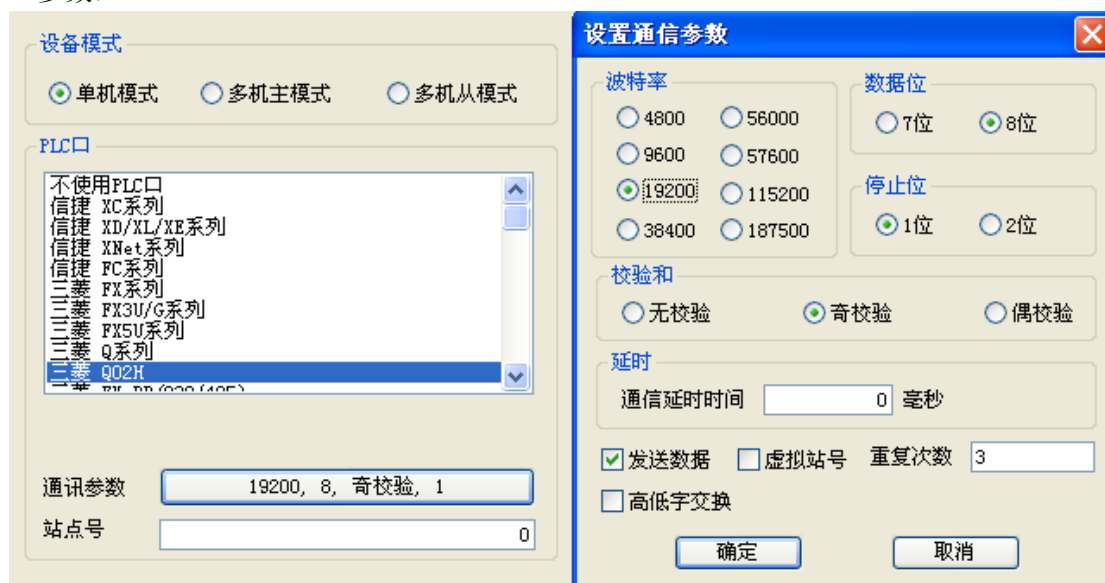 设备模式
单机模式
多机主模式
多机从模式
PLC口
不使用PLC口
信捷 XC系列
信捷 XD/XL/XE系列
信捷 XNet系列
信捷 FC系列
三菱 FX系列
三菱 FX3U/G系列
三菱 FX5U系列
三菱 Q系列
三菱 Q02H
通讯参数
19200, 8, 奇校验, 1
站点号
0
设置通信参数
波特率
4800
56000
9600
57600
19200
115200
38400
187500
数据位
7位
8位
停止位
1位
2位
校验和
无校验
奇校验
偶校验
延时
通信延时时间
0
毫秒
发送数据
虚拟站号
重复次数
3
高低字交换
确定
取消